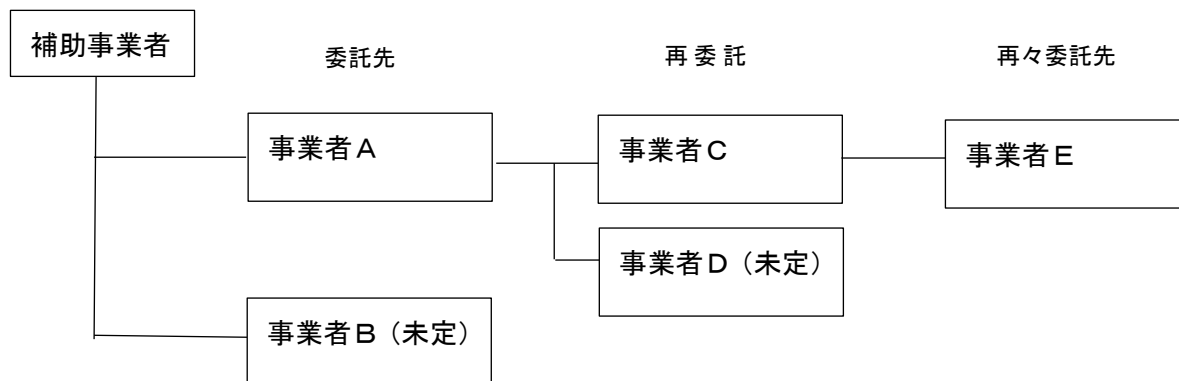 補助事業者
委託先
再委託
再々委託先
事業者A
事業者C
事業者E
事業者D（未定）
事業者B（未定）